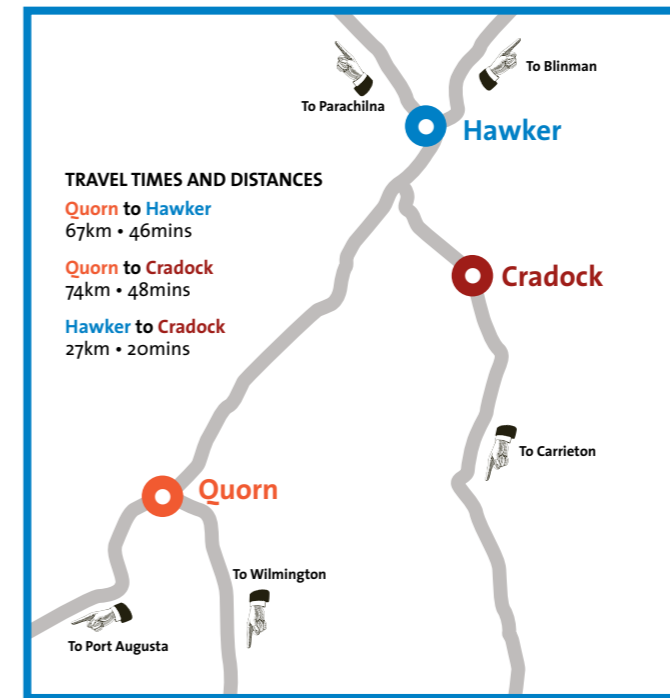 To Blinman
To Parachilna
Hawker
TRAVEL TIMES AND DISTANCES
Quorn to Hawker
67km • 46mins
Quorn to Cradock
74km • 48mins
Hawker to Cradock
27km • 20mins
Cradock
To Carrieton
Quorn
To Wilmington
To Port Augusta